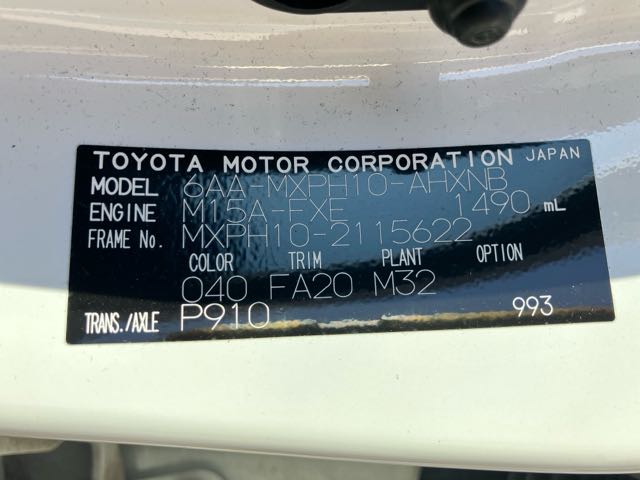 TOYOTA MOTOR CORPORATION JAPAN
MODEL 6AA-MXPH10-AHXNB
ENGINE M15A-FXE 1490 mL
FRAME No. MXPH10-2115622
COLOR TRIM PLANT OPTION
040 FA20 M32
TRANS./AXLE P910 993